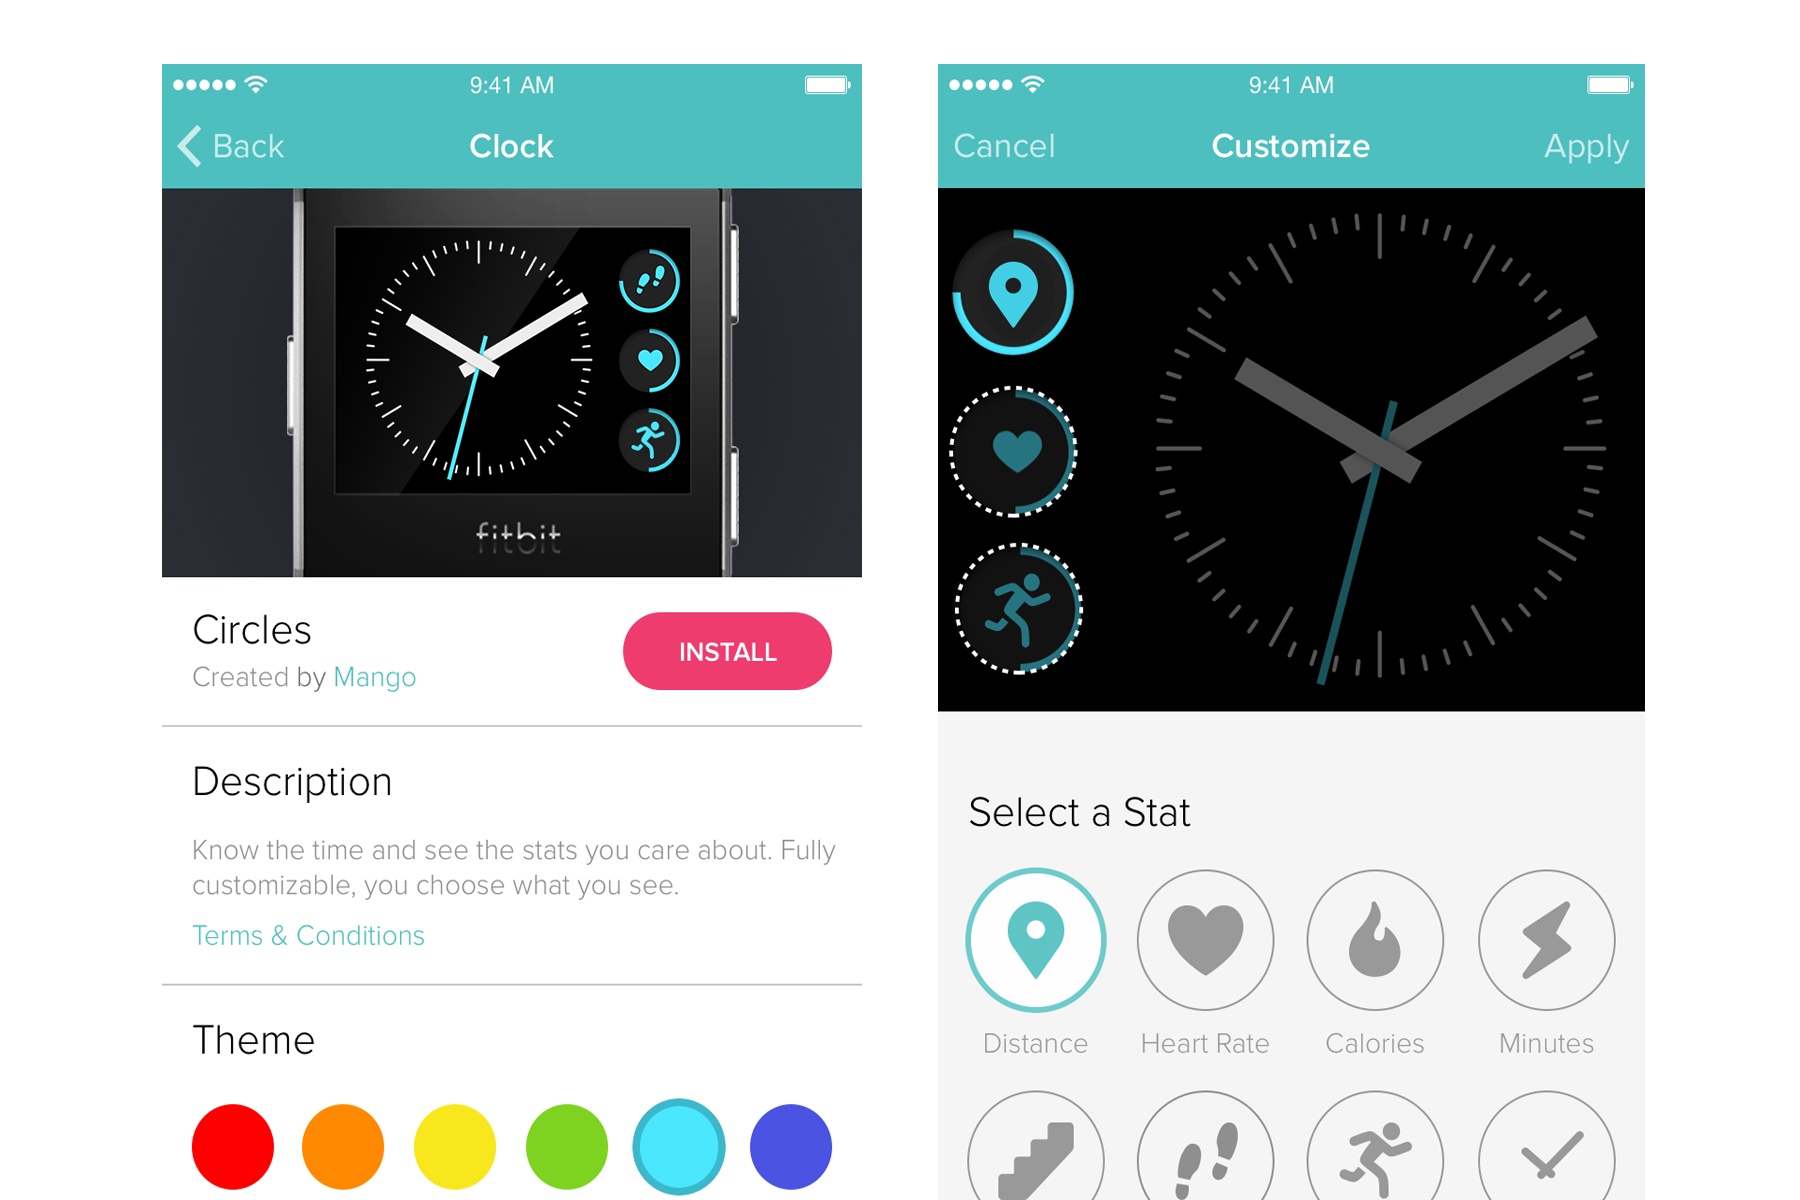 9:41 AM
Back
Clock
fitbit
Circles
INSTALL
Created by Mango
Description
Know the time and see the stats you care about. Fully
customizable, you choose what you see.
Terms & Conditions
Theme
9:41 AM
Cancel
Customize
Apply
Select a Stat
Distance
Heart Rate
Calories
Minutes